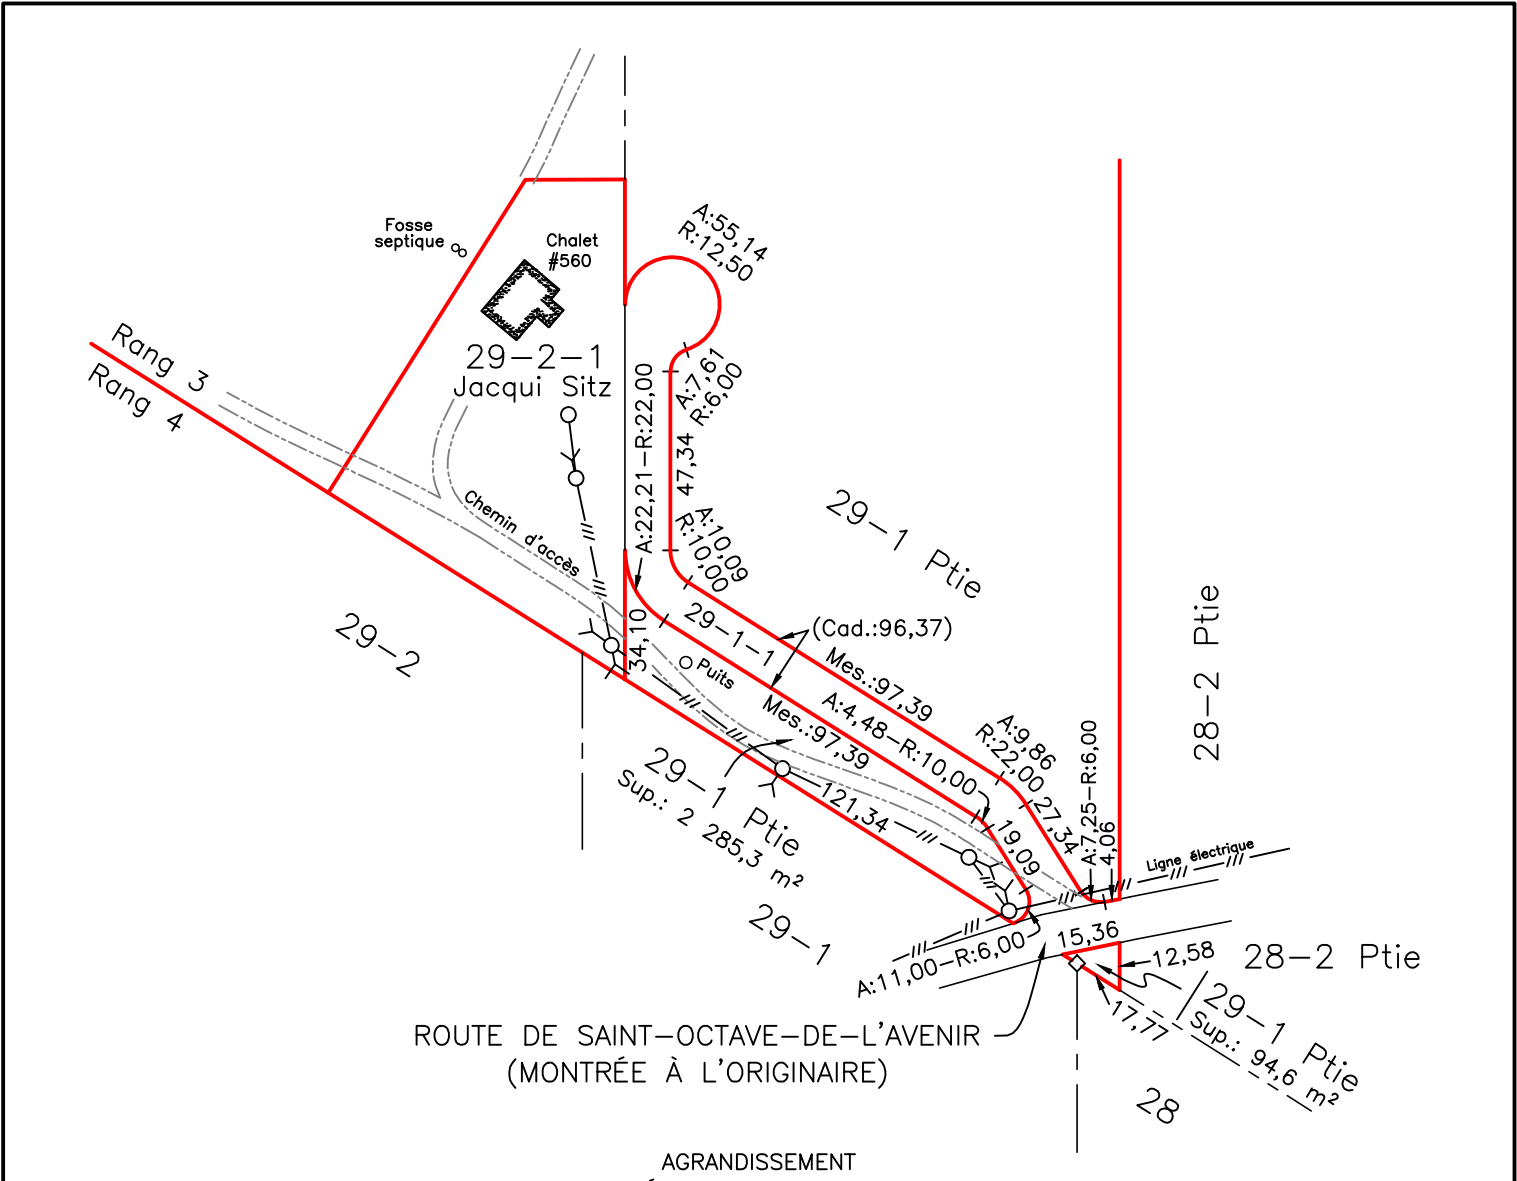 A:55,14
R:12,50
Fosse
septique
Chalet
#560
Rang 3
Rang 4
29-2-1
Jacqui Sitz
A:7,61
R:6,00
A:22,21-R:22,00
47,34
Chemin d'accès
A:10,09
R:10,00
29-1 Ptie
28-2 Ptie
29-2
34,10
29-1-1
(Cad.:96,37)
Puits
Mes.:97,39
Mes.:97,39
A:4,48-R:10,00
A:9,86
R:22,00
27,34
A:7,25-R:6,00
4,06
29-1 Ptie
Sup.: 2 285,3 m²
121,34
19,09
Ligne électrique
29-1
A:11,00-R:6,00
15,36
12,58
28-2 Ptie
17,77
29-1 Ptie
Sup.: 94,6 m²
ROUTE DE SAINT-OCTAVE-DE-L'AVENIR
(MONTRÉE À L'ORIGINAIRE)
28
AGRANDISSEMENT